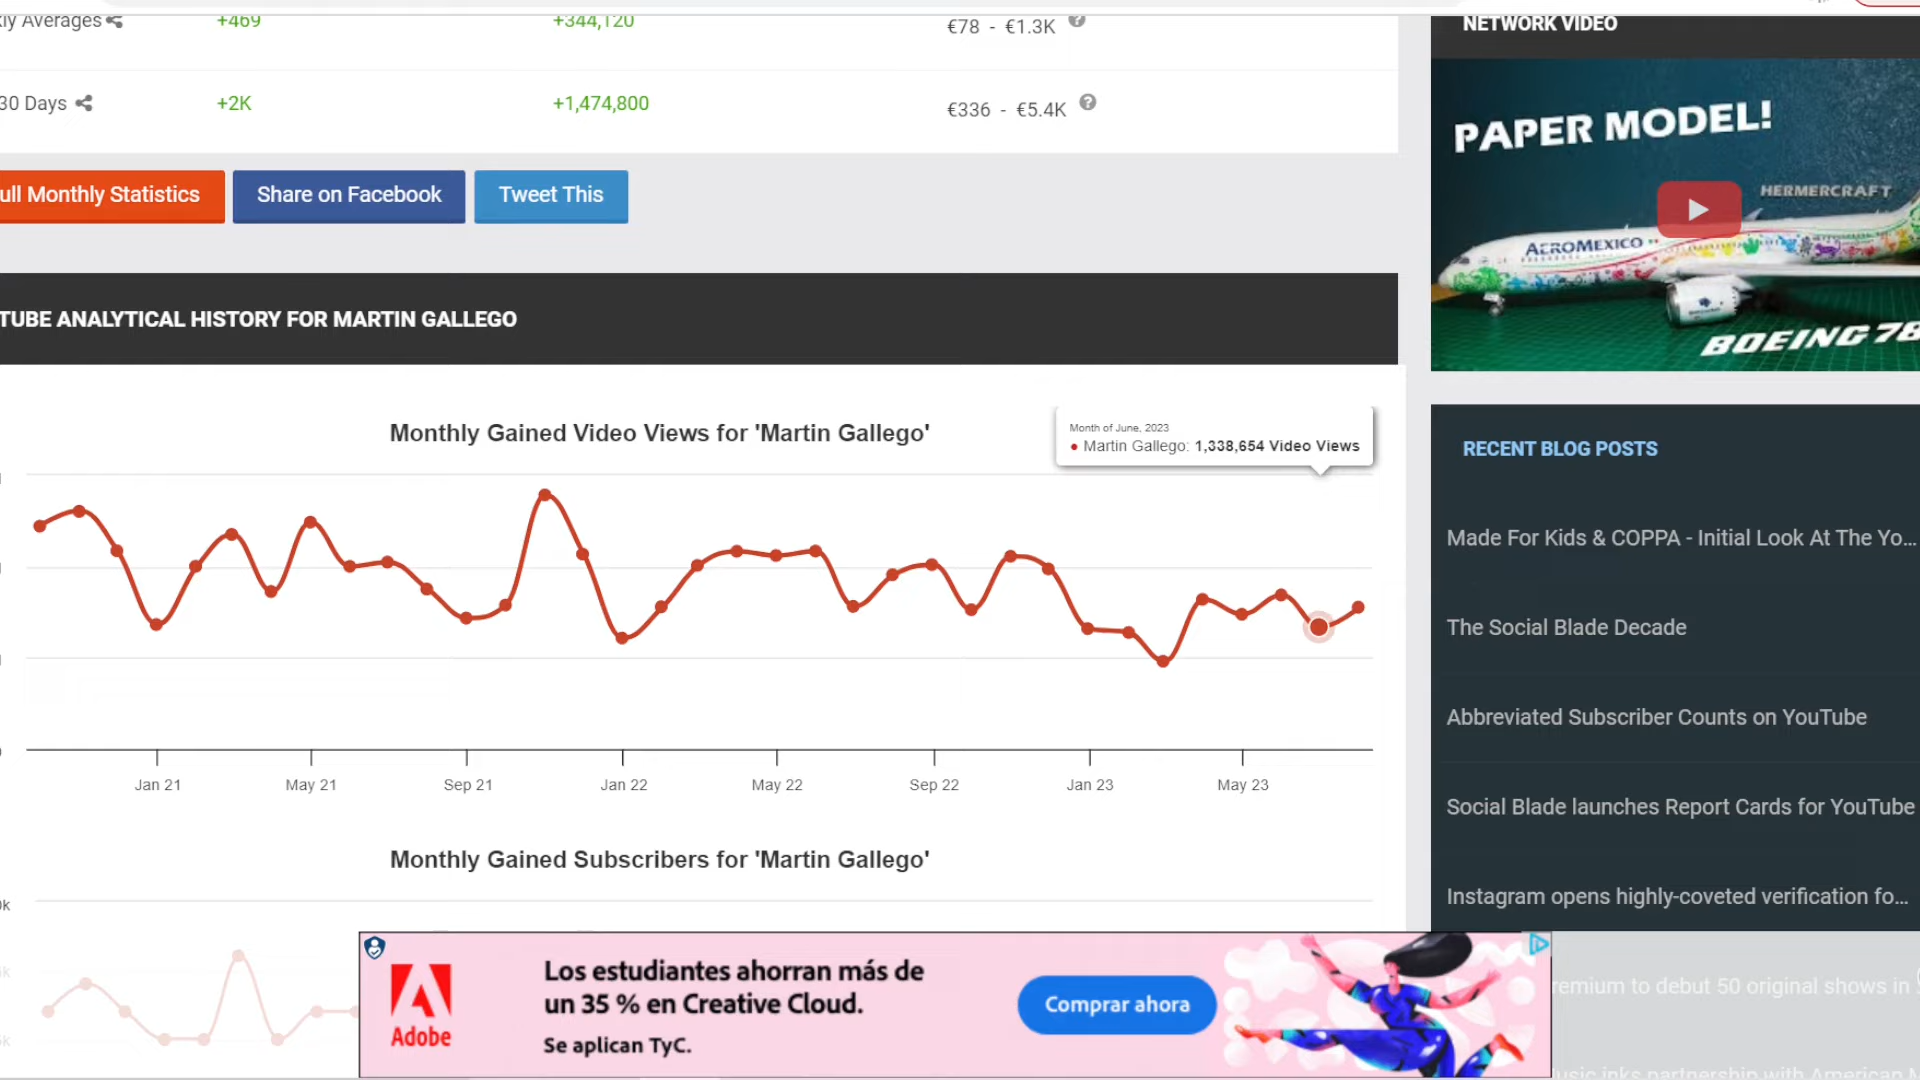 Averages +469 +344,120 €78 - €1.3K
30 Days +2K +1,474,800 €336 - €5.4K
Monthly Statistics Share on Facebook Tweet This
TUBE ANALYTICAL HISTORY FOR MARTIN GALLEGO
Monthly Gained Video Views for 'Martin Gallego'
Month of June, 2023
Martin Gallego: 1,338,654 Video Views
Jan 21 May 21 Sep 21 Jan 22 May 22 Sep 22 Jan 23 May 23
Monthly Gained Subscribers for 'Martin Gallego'
Adobe
Los estudiantes ahorran más de
un 35 % en Creative Cloud.
Se aplican TyC.
Comprar ahora
NETWORK VIDEO
PAPER MODEL!
HERMERCRAFT
AEROMEXICO
BOEING 78
RECENT BLOG POSTS
Made For Kids & COPPA - Initial Look At The Yo...
The Social Blade Decade
Abbreviated Subscriber Counts on YouTube
Social Blade launches Report Cards for YouTube
Instagram opens highly-coveted verification fo...
remium to debut 50 original shows in
usic inks partnership with American